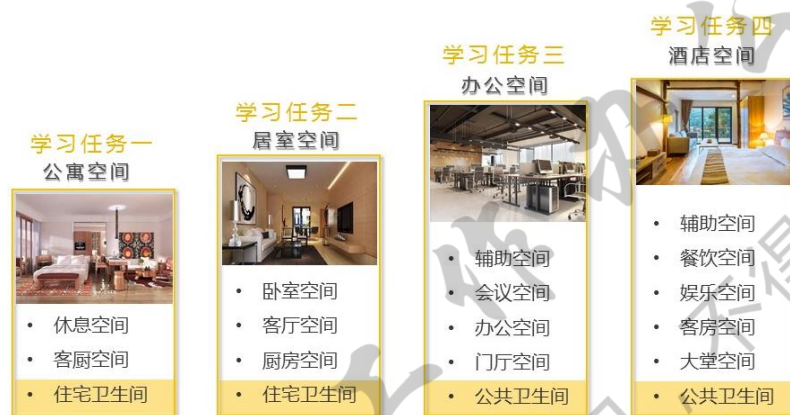 学习任务一
公寓空间
• 休息空间
• 客厨空间
• 住宅卫生间
学习任务二
居室空间
• 卧室空间
• 客厅空间
• 厨房空间
• 住宅卫生间
学习任务三
办公空间
• 辅助空间
• 会议空间
• 办公空间
• 门厅空间
• 公共卫生间
学习任务四
酒店空间
• 辅助空间
• 餐饮空间
• 娱乐空间
• 客房空间
• 大堂空间
• 公共卫生间
不得